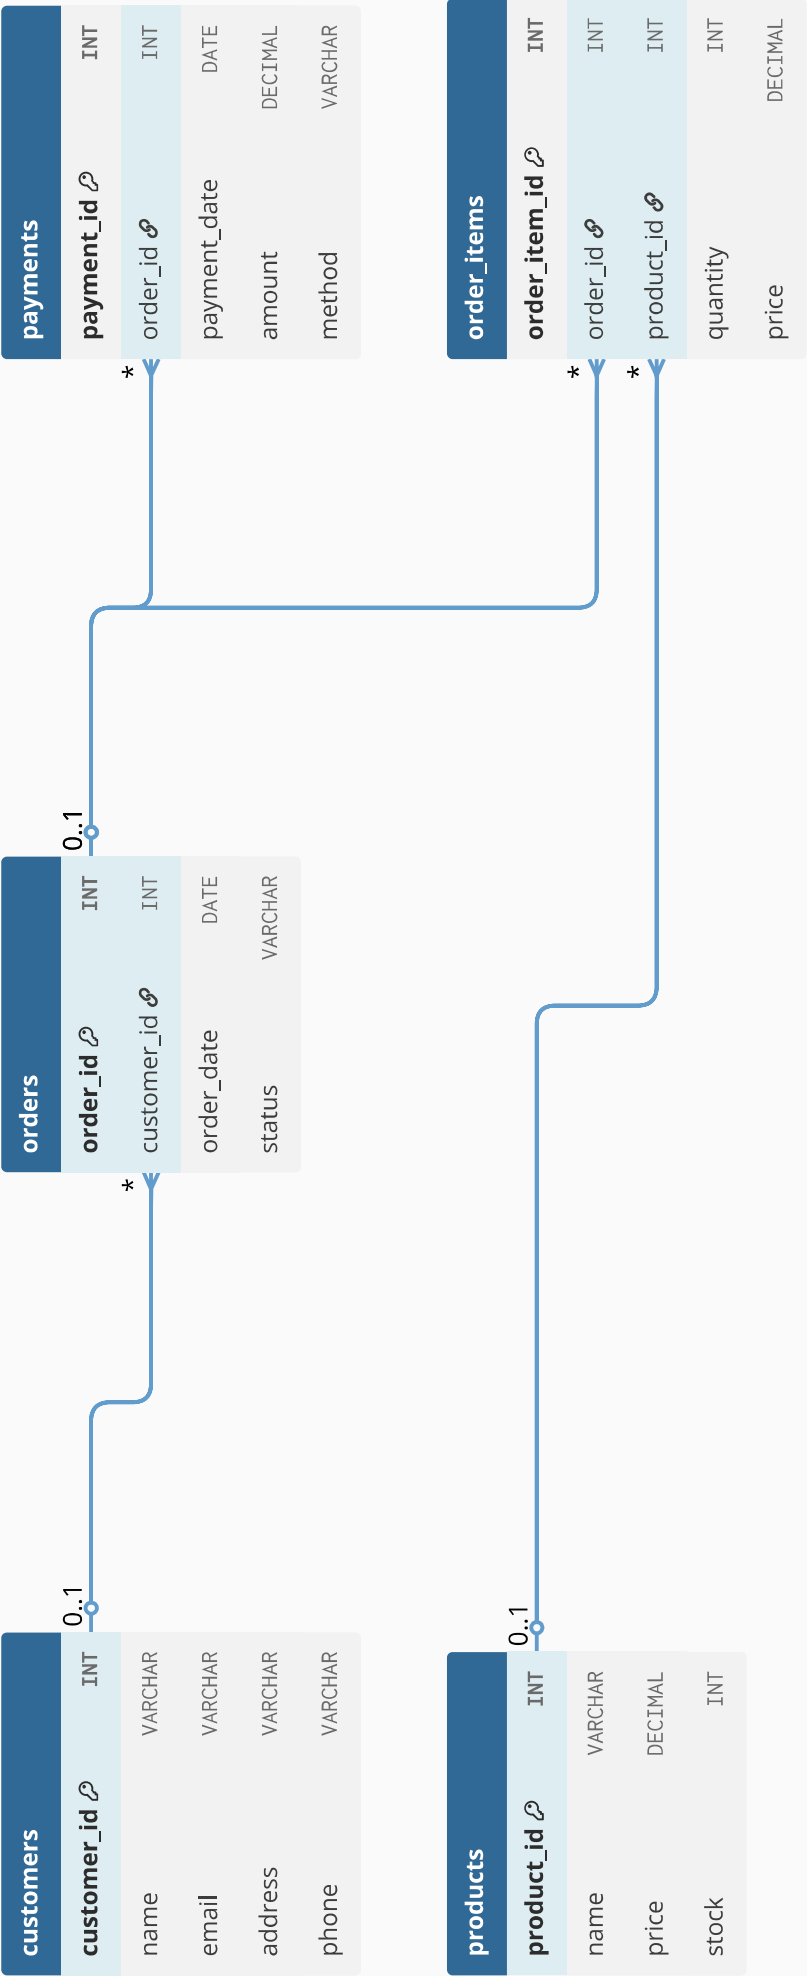 customers
customer_id INT
name VARCHAR
email VARCHAR
address VARCHAR
phone VARCHAR
0..1
*
orders
order_id INT
customer_id INT
order_date DATE
status VARCHAR
0..1
*
payments
payment_id INT
order_id INT
payment_date DATE
amount DECIMAL
method VARCHAR
products
product_id INT
name VARCHAR
price DECIMAL
stock INT
0..1
*
*
order_items
order_item_id INT
order_id INT
product_id INT
quantity INT
price DECIMAL